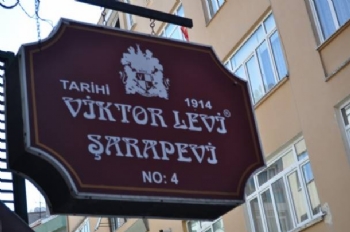 TARİHİ 1914
VİKTOR LEVİ®
ŞARAPEVİ
NO: 4